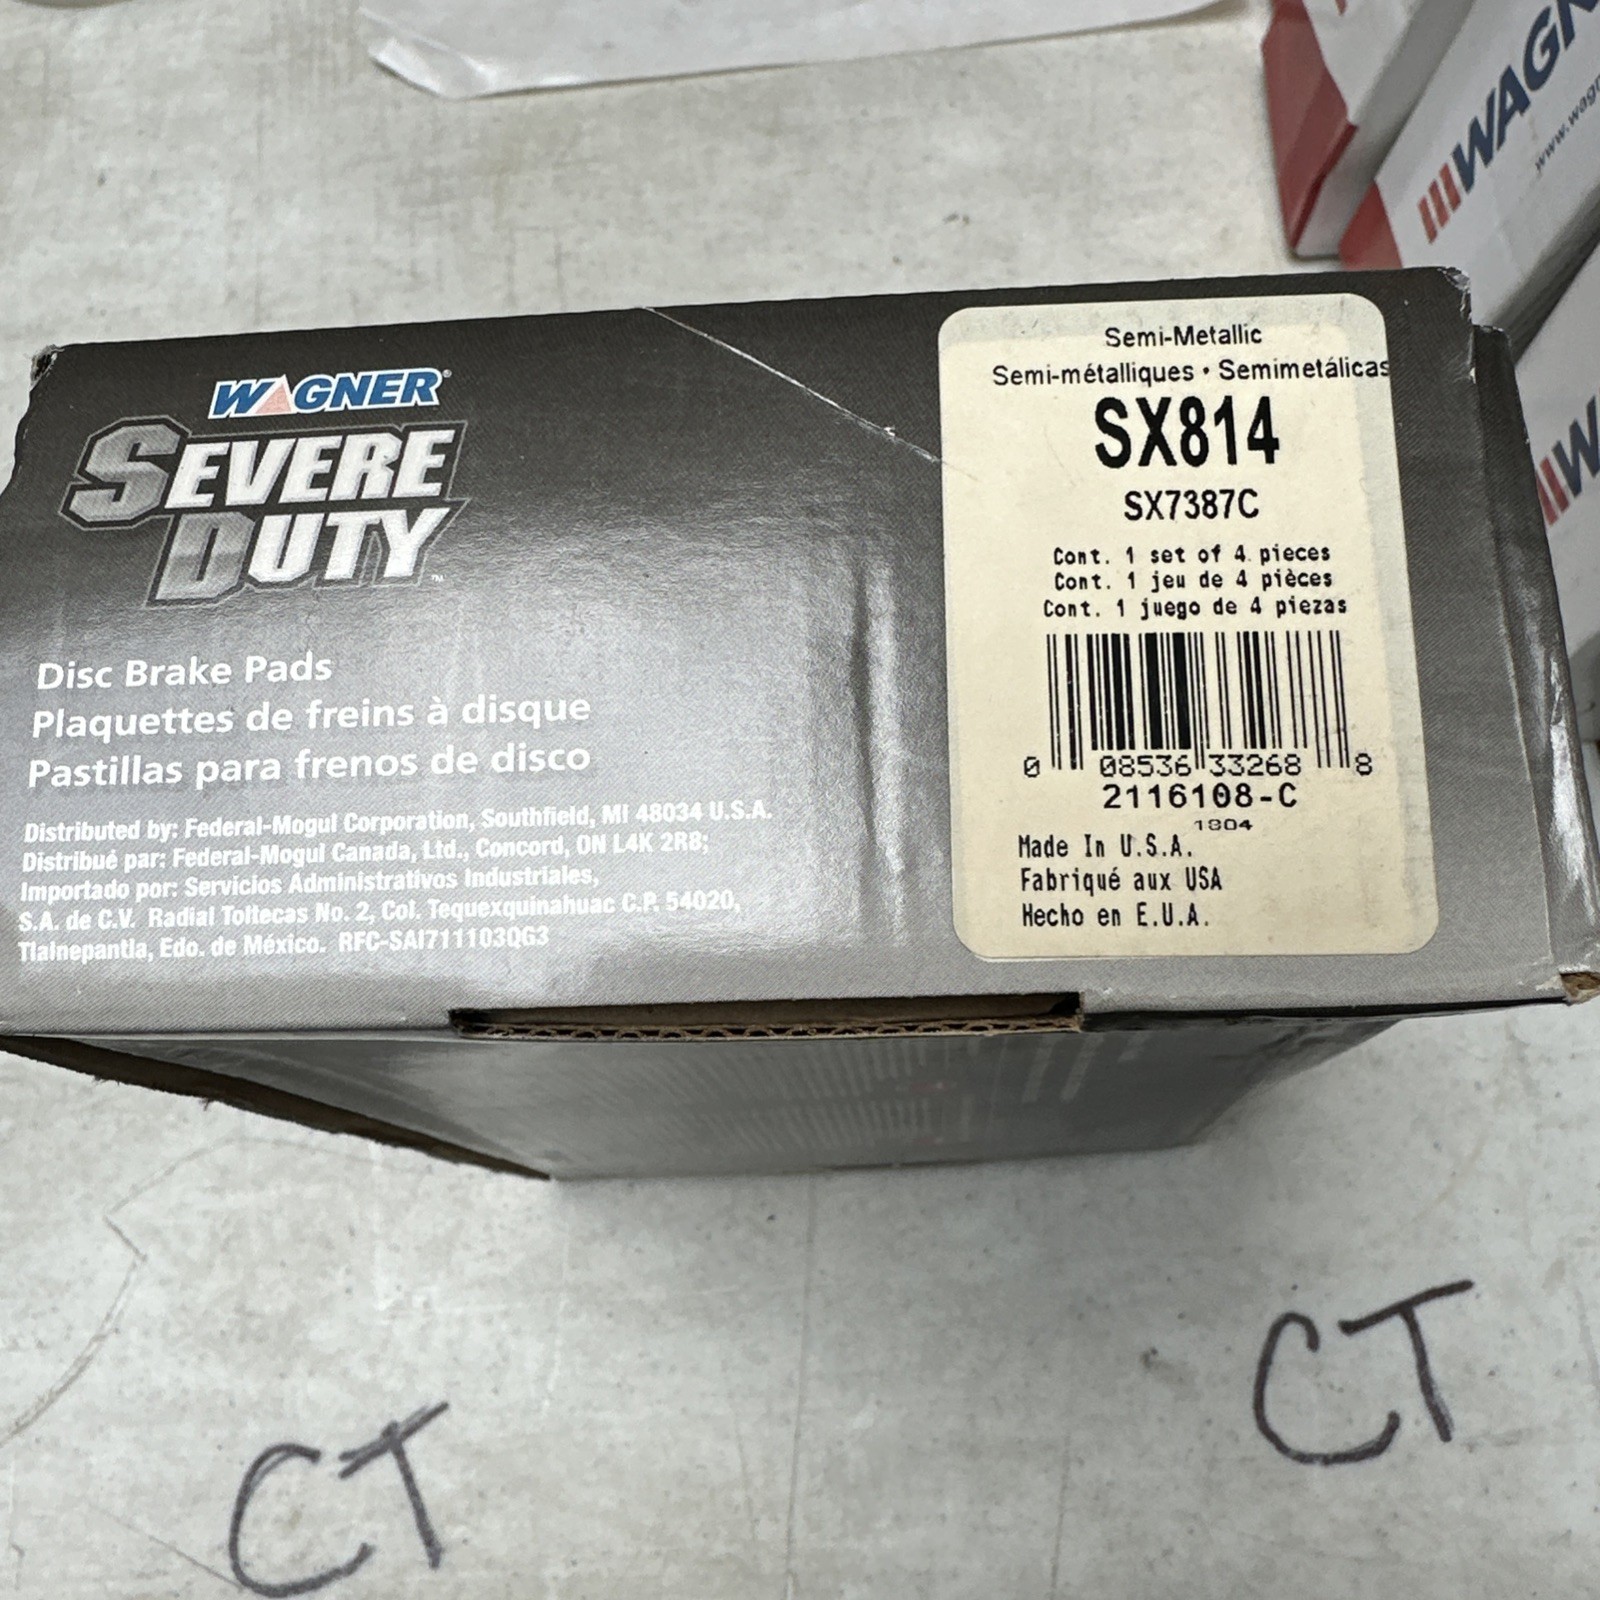 WAGNER
www.wag
WAGNER®
SEVERE
DUTY™
Disc Brake Pads
Plaquettes de freins à disque
Pastillas para frenos de disco
Distributed by: Federal-Mogul Corporation, Southfield, MI 48034 U.S.A.
Distribué par: Federal-Mogul Canada, Ltd., Concord, ON L4K 2R8;
Importado por: Servicios Administrativos Industriales,
S.A. de C.V. Radial Toltecas No. 2, Col. Tequexquinahuac C.P. 54020,
Tlalnepantla, Edo. de México. RFC-SAI711103QG3
Semi-Metallic
Semi-métalliques • Semimetálicas
SX814
SX7387C
Cont. 1 set of 4 pieces
Cont. 1 jeu de 4 pièces
Cont. 1 juego de 4 piezas
0 08536 33268 8
2116108-C
1804
Made In U.S.A.
Fabriqué aux USA
Hecho en E.U.A.
W
CT
CT